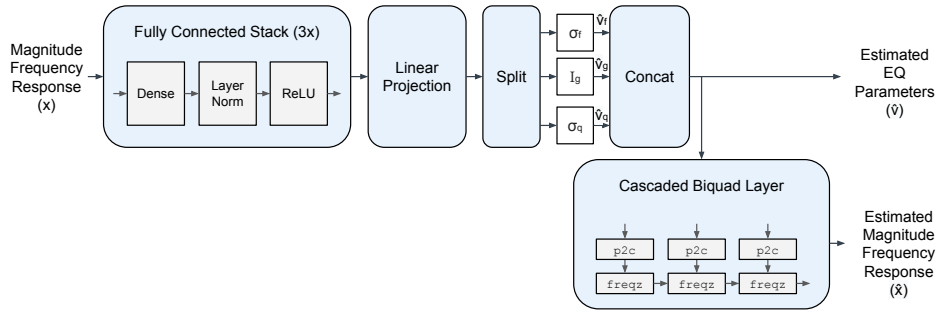 Magnitude
Frequency
Response
(x)
Fully Connected Stack (3x)
Dense
Layer
Norm
ReLU
Linear
Projection
Split
σf
v̂f
Ig
v̂g
σq
v̂q
Concat
Estimated
EQ
Parameters
(v̂)
Cascaded Biquad Layer
p2c
p2c
p2c
freqz
freqz
freqz
Estimated
Magnitude
Frequency
Response
(x̂)